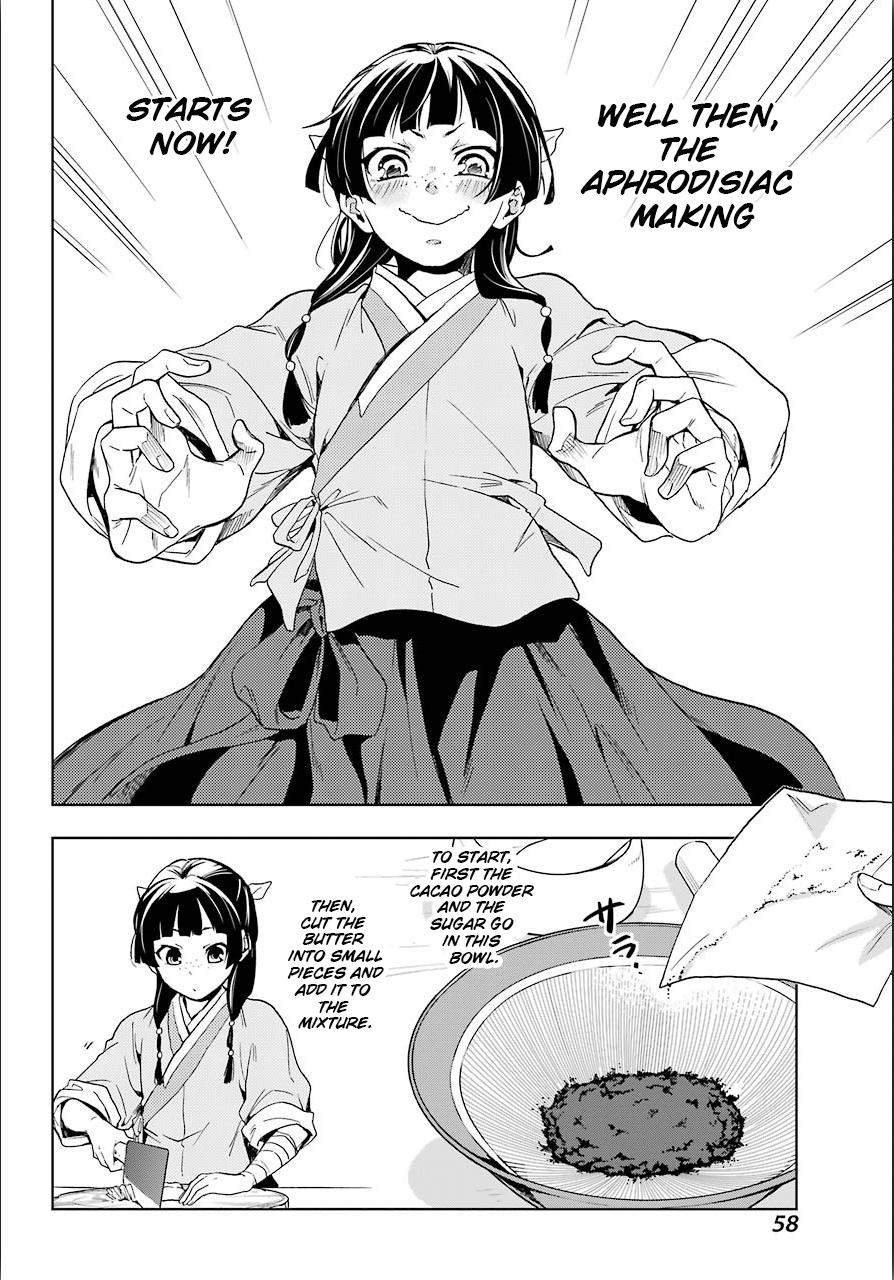 WELL THEN,
THE
APHRODISIAC
MAKING
STARTS
NOW!
TO START,
FIRST THE
CACAO POWDER
AND THE
SUGAR GO
IN THIS
BOWL.
サラ
THEN,
CUT THE
BUTTER
INTO SMALL
PIECES AND
ADD IT TO
THE
MIXTURE.
58